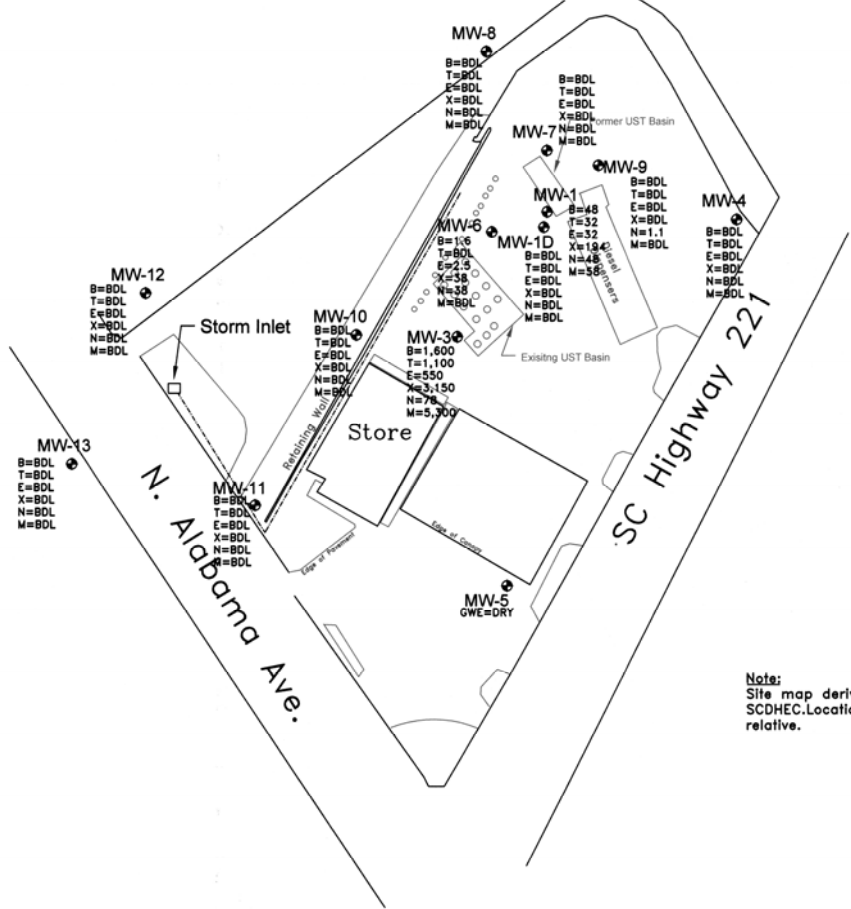 MW-8
B=BDL
T=BDL
E=BDL
X=BDL
N=BDL
M=BDL
B=BDL
T=BDL
E=BDL
X=BDL
N=BDL
M=BDL
Former UST Basin
MW-7
MW-9
B=BDL
T=BDL
E=BDL
X=BDL
N=1.1
M=BDL
MW-4
B=BDL
T=BDL
E=BDL
X=BDL
N=BDL
M=BDL
MW-1
B=48
T=32
E=32
X=194
N=48
M=58
Diesel
Dispensers
MW-6
B=1.6
T=BDL
E=2.5
X=38
N=38
M=BDL
MW-1D
B=BDL
T=BDL
E=BDL
X=BDL
N=BDL
M=BDL
MW-12
B=BDL
T=BDL
E=BDL
X=BDL
N=BDL
M=BDL
Storm Inlet
MW-10
B=BDL
T=BDL
E=BDL
X=BDL
N=BDL
M=BDL
MW-3
B=1,600
T=1,100
E=550
X=3,150
N=78
M=5,300
Exisitng UST Basin
Retaining Wall
Store
SC Highway 221
MW-13
B=BDL
T=BDL
E=BDL
X=BDL
N=BDL
M=BDL
MW-11
B=BDL
T=BDL
E=BDL
X=BDL
N=BDL
M=BDL
N. Alabama Ave.
Edge of Pavement
Edge of Canopy
MW-5
GWE=DRY
Note:
Site map deri
SCDHEC.Locatio
relative.